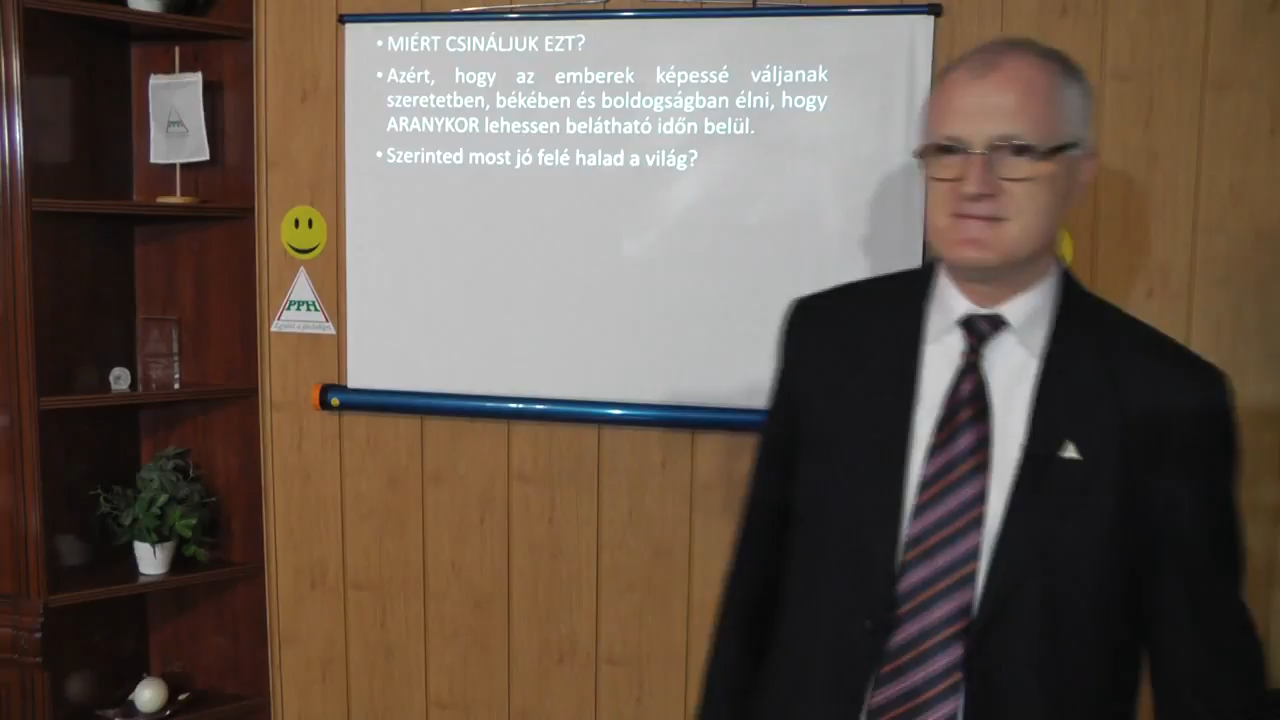 • MIÉRT CSINÁLJUK EZT?
• Azért, hogy az emberek képessé váljanak
szeretetben, békében és boldogságban élni, hogy
ARANYKOR lehessen belátható időn belül.
• Szerinted most jó felé halad a világ?
PPH